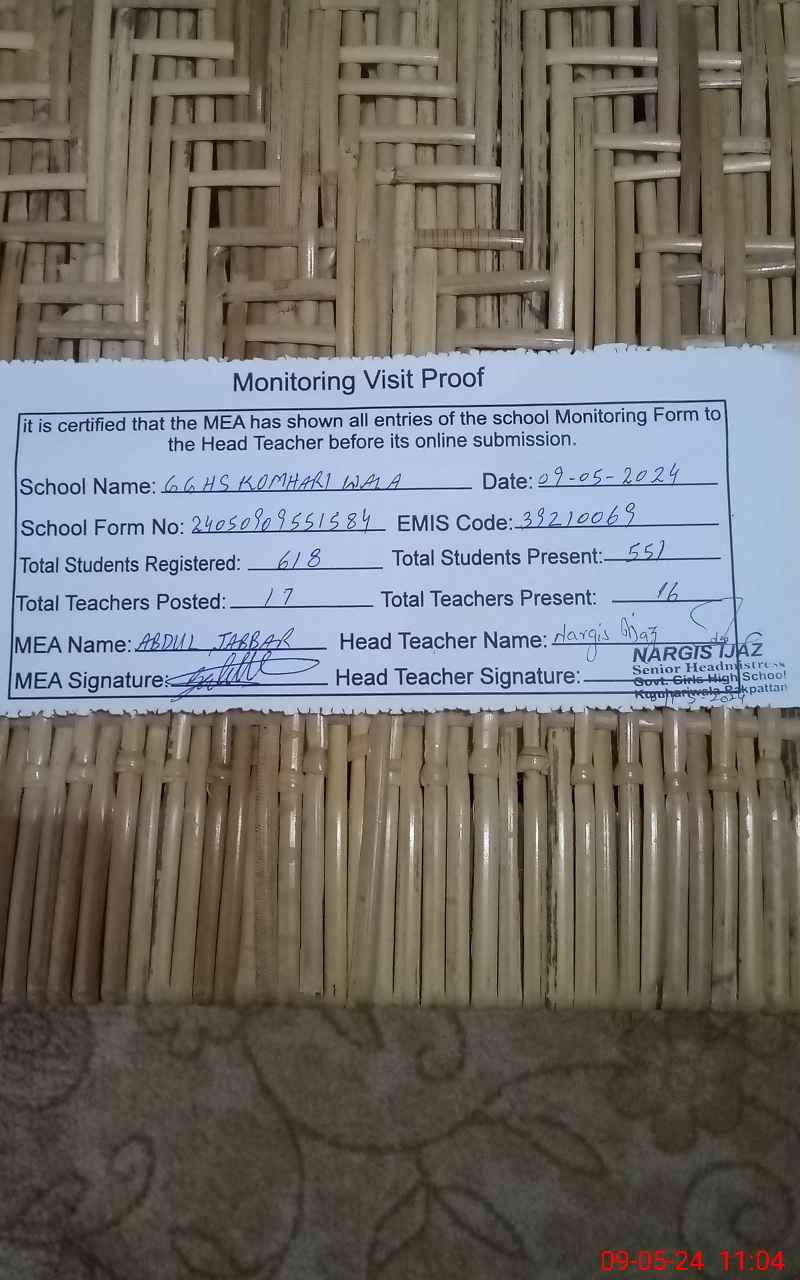 Monitoring Visit Proof
it is certified that the MEA has shown all entries of the school Monitoring Form to
the Head Teacher before its online submission.
School Name: GGHS KOMHARI WALA Date: 09-05-2024
School Form No: 24050909551584 EMIS Code: 39210069
Total Students Registered: 618 Total Students Present: 551
Total Teachers Posted: 17 Total Teachers Present: 16
MEA Name: ABDUL JABBAR Head Teacher Name: Nargis Ijaz
MEA Signature: Head Teacher Signature:
NARGIS IJAZ
Senior Headmistress
Govt. Girls High School
Kumhariwala Pakpattan
09-05-24 11:04